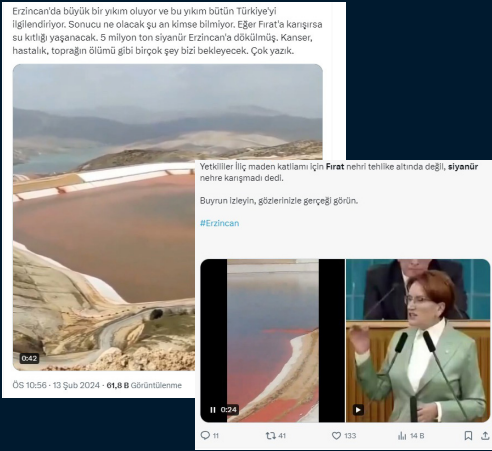 Erzincan'da büyük bir yıkım oluyor ve bu yıkım bütün Türkiye'yi
ilgilendiriyor. Sonucu ne olacak şu an kimse bilmiyor. Eğer Fırat'a karışırsa
su kıtlığı yaşanacak. 5 milyon ton siyanür Erzincan'a dökülmüş. Kanser,
hastalık, toprağın ölümü gibi birçok şey bizi bekleyecek. Çok yazık.
0:42
ÖS 10:56 · 13 Şub 2024 · 61,8 B Görüntülenme
Yetkililer İliç maden katliamı için Fırat nehri tehlike altında değil, siyanür
nehre karışmadı dedi.
Buyrun izleyin, gözlerinizle gerçeği görün.
#Erzincan
0:24
11 41 133 14 B